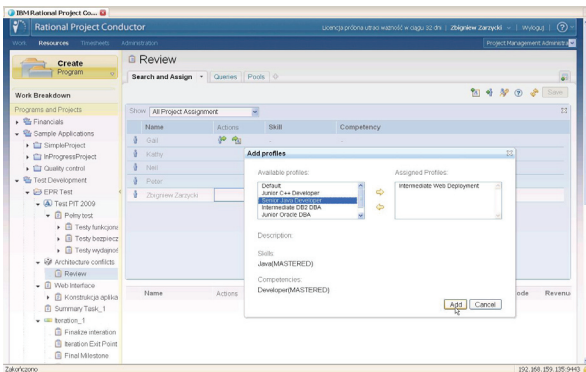 IBM Rational Project Co...
Rational Project Conductor
Licencja próbna utraci ważność w ciągu 32 dni | Zbigniew Zarzycki | Wyloguj
Work Resources Timesheets Administration
Project Management Administra
Create
Program
Review
Search and Assign Queries Pools
Save
Work Breakdown
Programs and Projects
Financials
Sample Applications
SimpleProject
InProgressProject
Quality control
Test Development
EPR Test
Test PIT 2009
Pełny test
Testy funkcjona
Testy bezpiecz
Testy wydajnoś
Architecture conflicts
Review
Web Interface
Konstrukcja aplika
Summary Task_1
Iteration_1
Finalize interation
Iteration Exit Point
Final Milestone
Show All Project Assignment
Name Actions Skill Competency
Gail
Kathy
Neil
Peter
Zbigniew Zarzycki
Name Actions
ode Revenu
Add profiles
Available profiles: Assigned Profiles:
Default
Junior C++ Developer
Senior Java Developer
Intermediate DB2 DBA
Junior Oracle DBA
Intermediate Web Deployment
Description:
Skills
Java(MASTERED)
Competencies:
Developer(MASTERED)
Add Cancel
Zakończono
192.168.159.135:9443